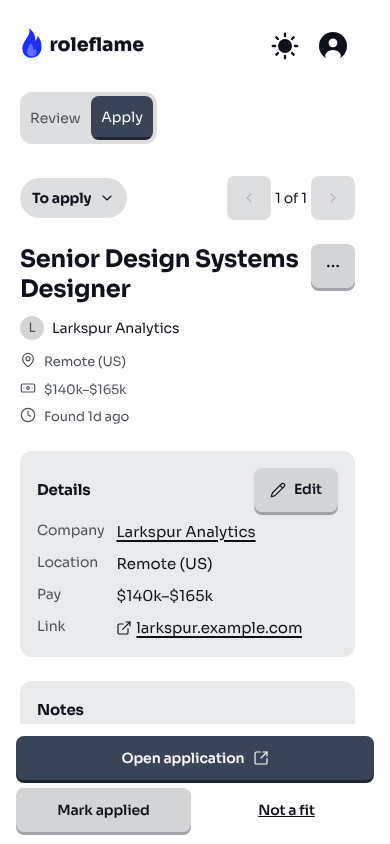 roleflame
Review Apply
To apply 1 of 1
Senior Design Systems
Designer
...
L Larkspur Analytics
Remote (US)
$140k–$165k
Found 1d ago
Details Edit
Company Larkspur Analytics
Location Remote (US)
Pay $140k–$165k
Link larkspur.example.com
Notes
Open application
Mark applied Not a fit